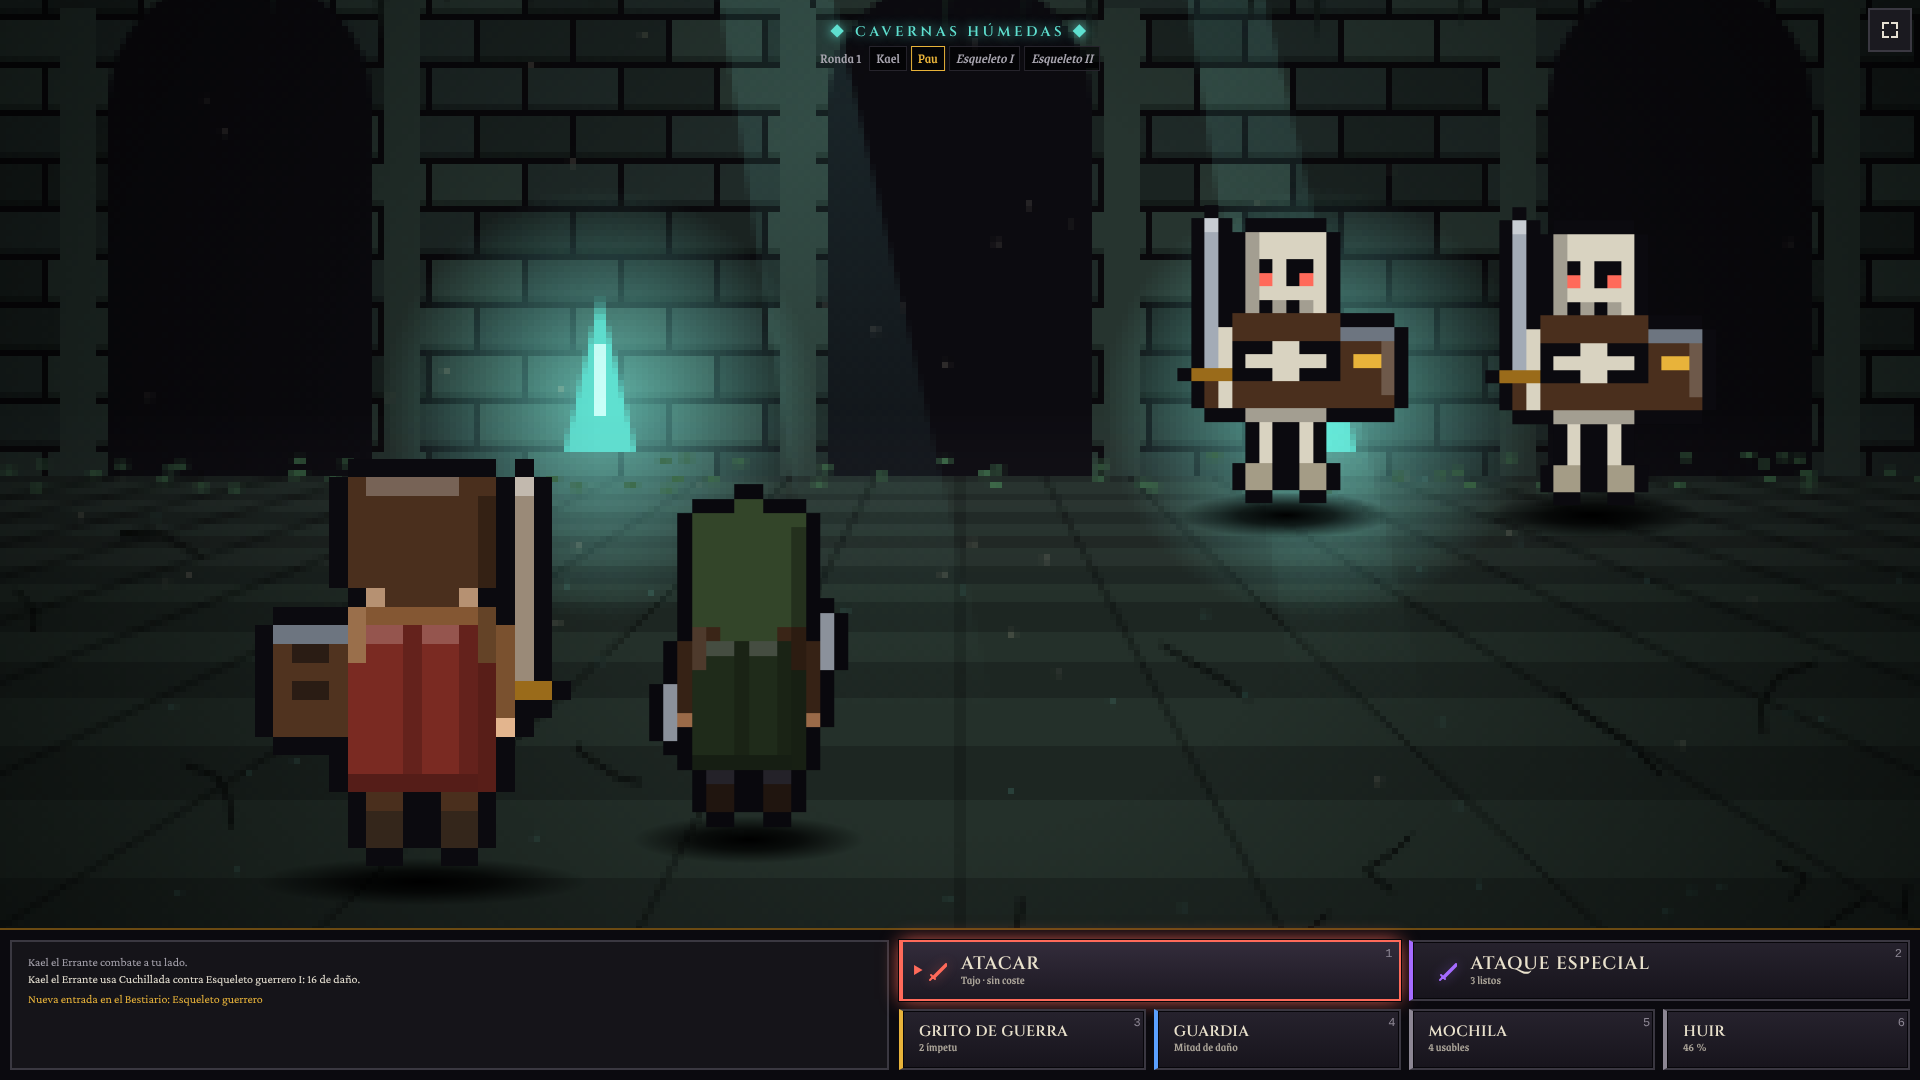 CAVERNAS HÚMEDAS
Ronda 1 Kael Pau Esqueleto I Esqueleto II
Kael el Errante combate a tu lado.
Kael el Errante usa Cuchillada contra Esqueleto guerrero I: 16 de daño.
Nueva entrada en el Bestiario: Esqueleto guerrero
ATACAR 1
Tajo · sin coste
ATAQUE ESPECIAL 2
3 listos
GRITO DE GUERRA 3
2 ímpetu
GUARDIA 4
Mitad de daño
MOCHILA 5
4 usables
HUIR 6
46 %